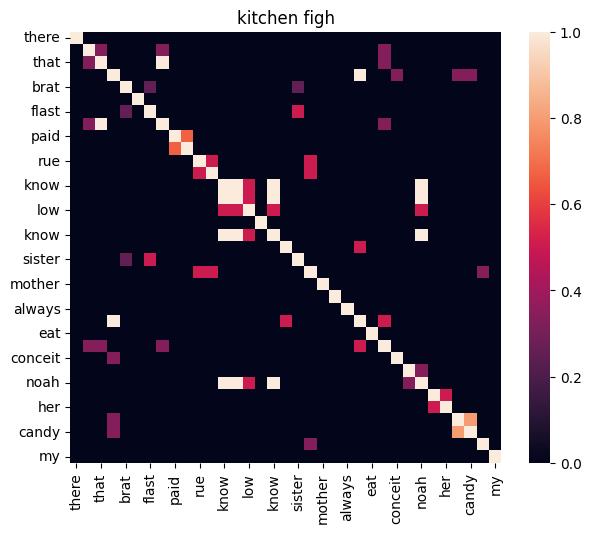 kitchen figh
there
that
brat
flast
paid
rue
know
low
know
sister
mother
always
eat
conceit
noah
her
candy
my
1.0
0.8
0.6
0.4
0.2
0.0
there
that
brat
flast
paid
rue
know
low
know
sister
mother
always
eat
conceit
noah
her
candy
my